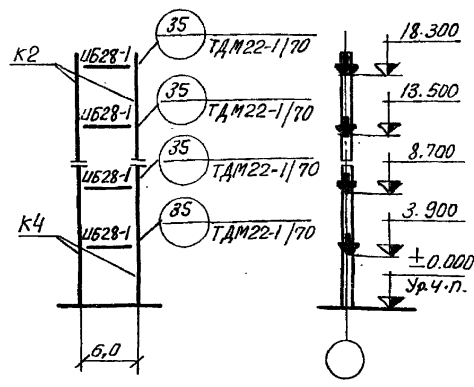 К2
ИБ28-1
35
ТДМ22-1/70
18.300
ИБ28-1
35
ТДМ22-1/70
13.500
ИБ28-1
35
ТДМ22-1/70
8.700
К4
ИБ28-1
35
ТДМ22-1/70
3.900
±0.000
Ур.ч.п.
6,0